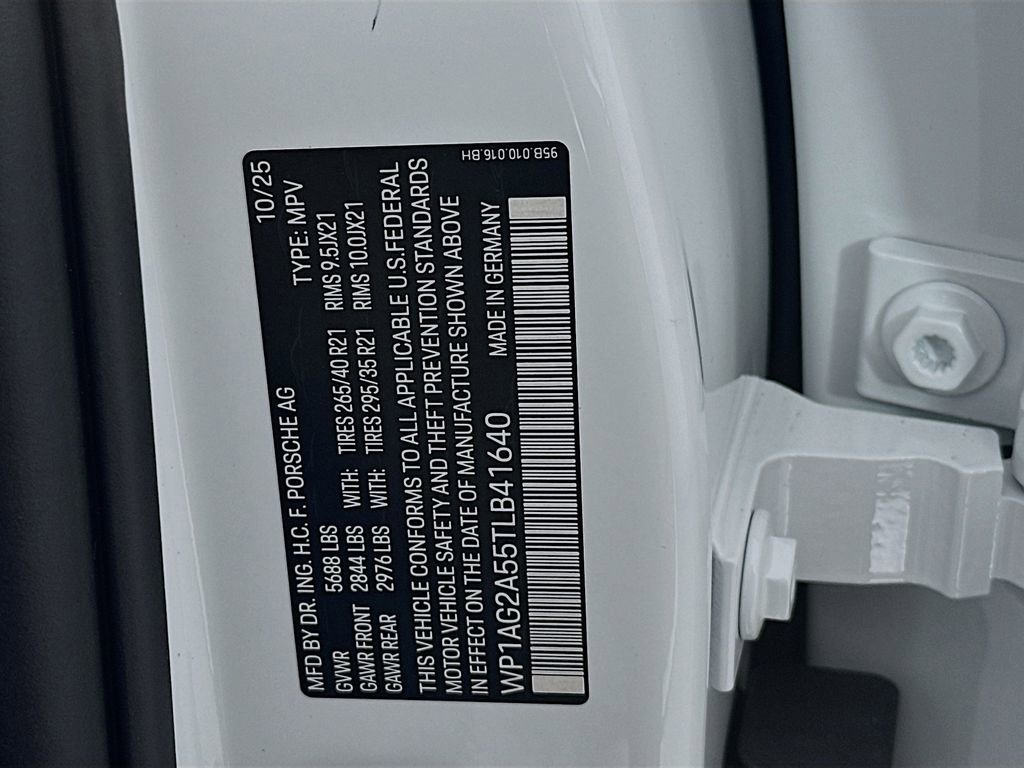 10/25
MFD BY DR. ING. H.C. F. PORSCHE AG TYPE: MPV
GVWR 5688 LBS WITH: TIRES 265/40 R21 RIMS 9.5JX21
GAWR FRONT 2844 LBS WITH: TIRES 295/35 R21 RIMS 10.0JX21
GAWR REAR 2976 LBS
THIS VEHICLE CONFORMS TO ALL APPLICABLE U.S. FEDERAL
MOTOR VEHICLE SAFETY AND THEFT PREVENTION STANDARDS
IN EFFECT ON THE DATE OF MANUFACTURE SHOWN ABOVE
WP1AG2A55TLB41640 MADE IN GERMANY
95B.010.016.BH